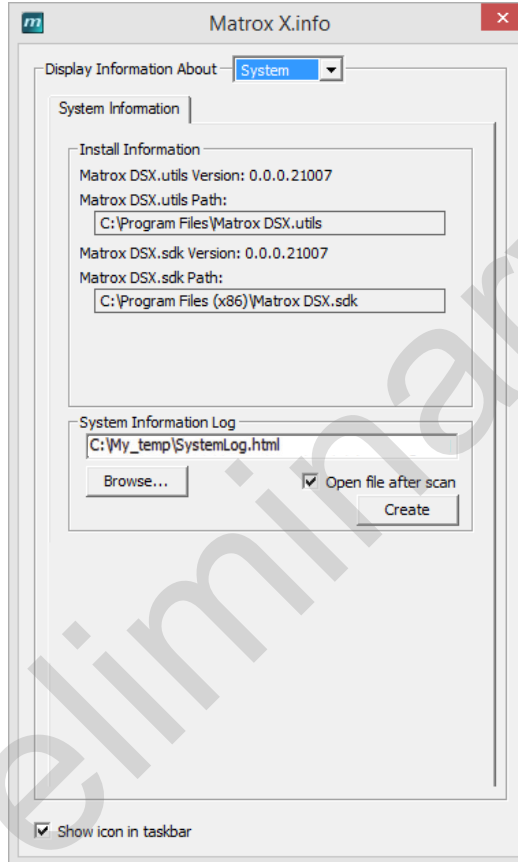 m Matrox X.info ×
Display Information About System
System Information
Install Information
Matrox DSX.utils Version: 0.0.0.21007
Matrox DSX.utils Path:
C:\Program Files\Matrox DSX.utils
Matrox DSX.sdk Version: 0.0.0.21007
Matrox DSX.sdk Path:
C:\Program Files (x86)\Matrox DSX.sdk
System Information Log
C:\My_temp\SystemLog.html
Browse... Open file after scan
Create
Show icon in taskbar
eliminar